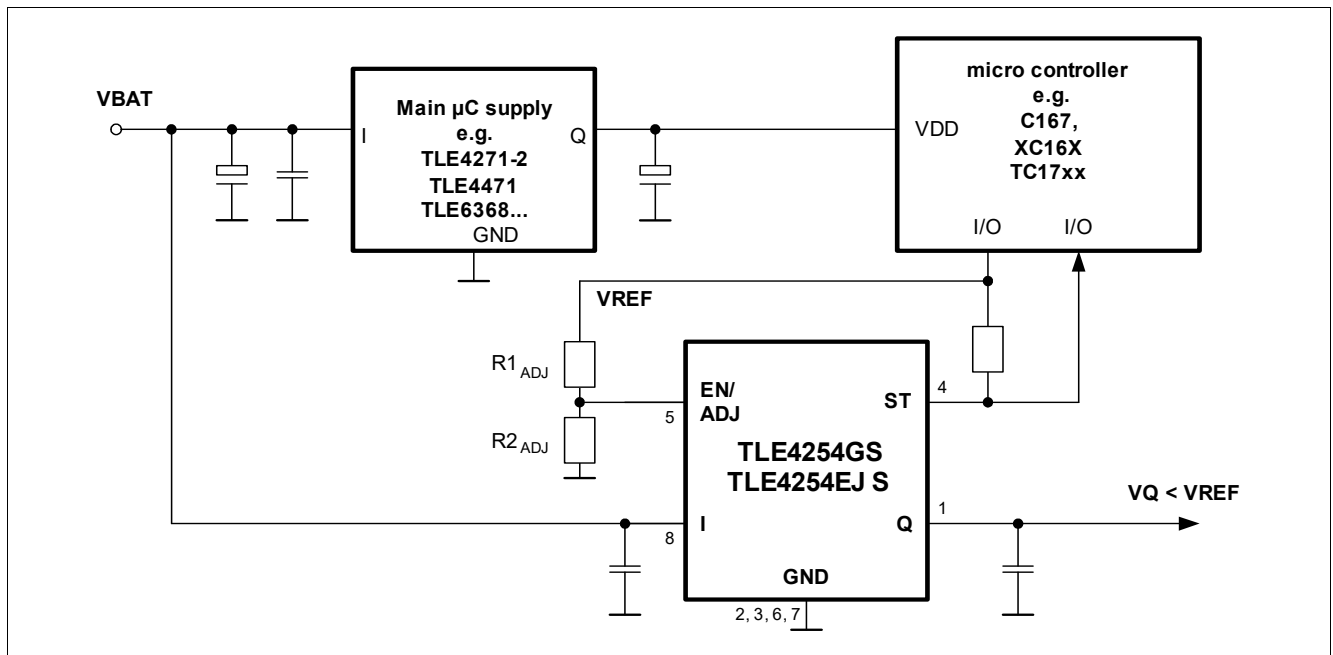 VBAT
I
Main µC supply
e.g.
TLE4271-2
TLE4471
TLE6368...
GND
Q
micro controller
e.g.
C167,
XC16X
TC17xx
VDD
I/O
I/O
VREF
R1ADJ
R2ADJ
5
EN/
ADJ
ST
4
TLE4254GS
TLE4254EJ S
I
8
Q
1
VQ < VREF
GND
2, 3, 6, 7